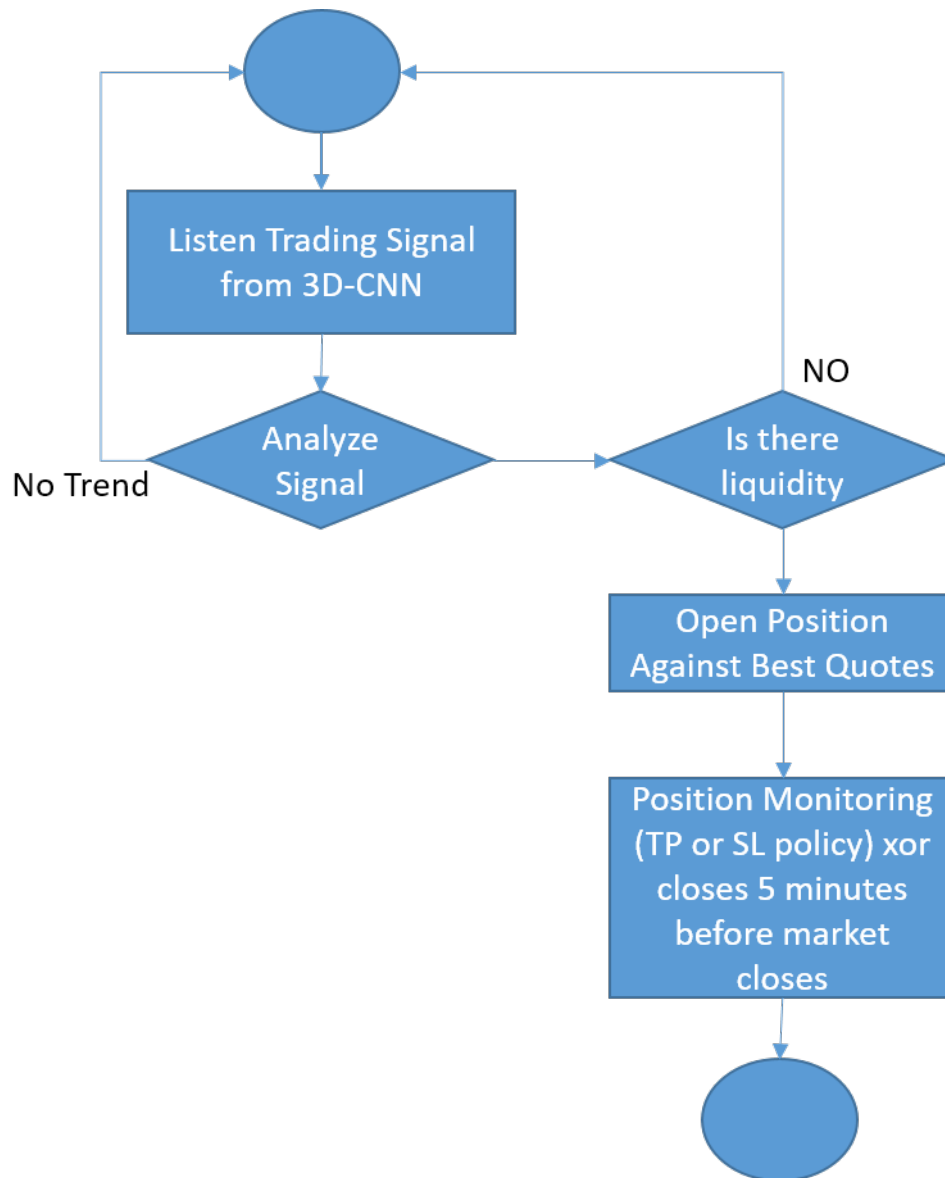 Listen Trading Signal
from 3D-CNN
NO
Analyze
Signal
Is there
liquidity
No Trend
Open Position
Against Best Quotes
Position Monitoring
(TP or SL policy) xor
closes 5 minutes
before market
closes